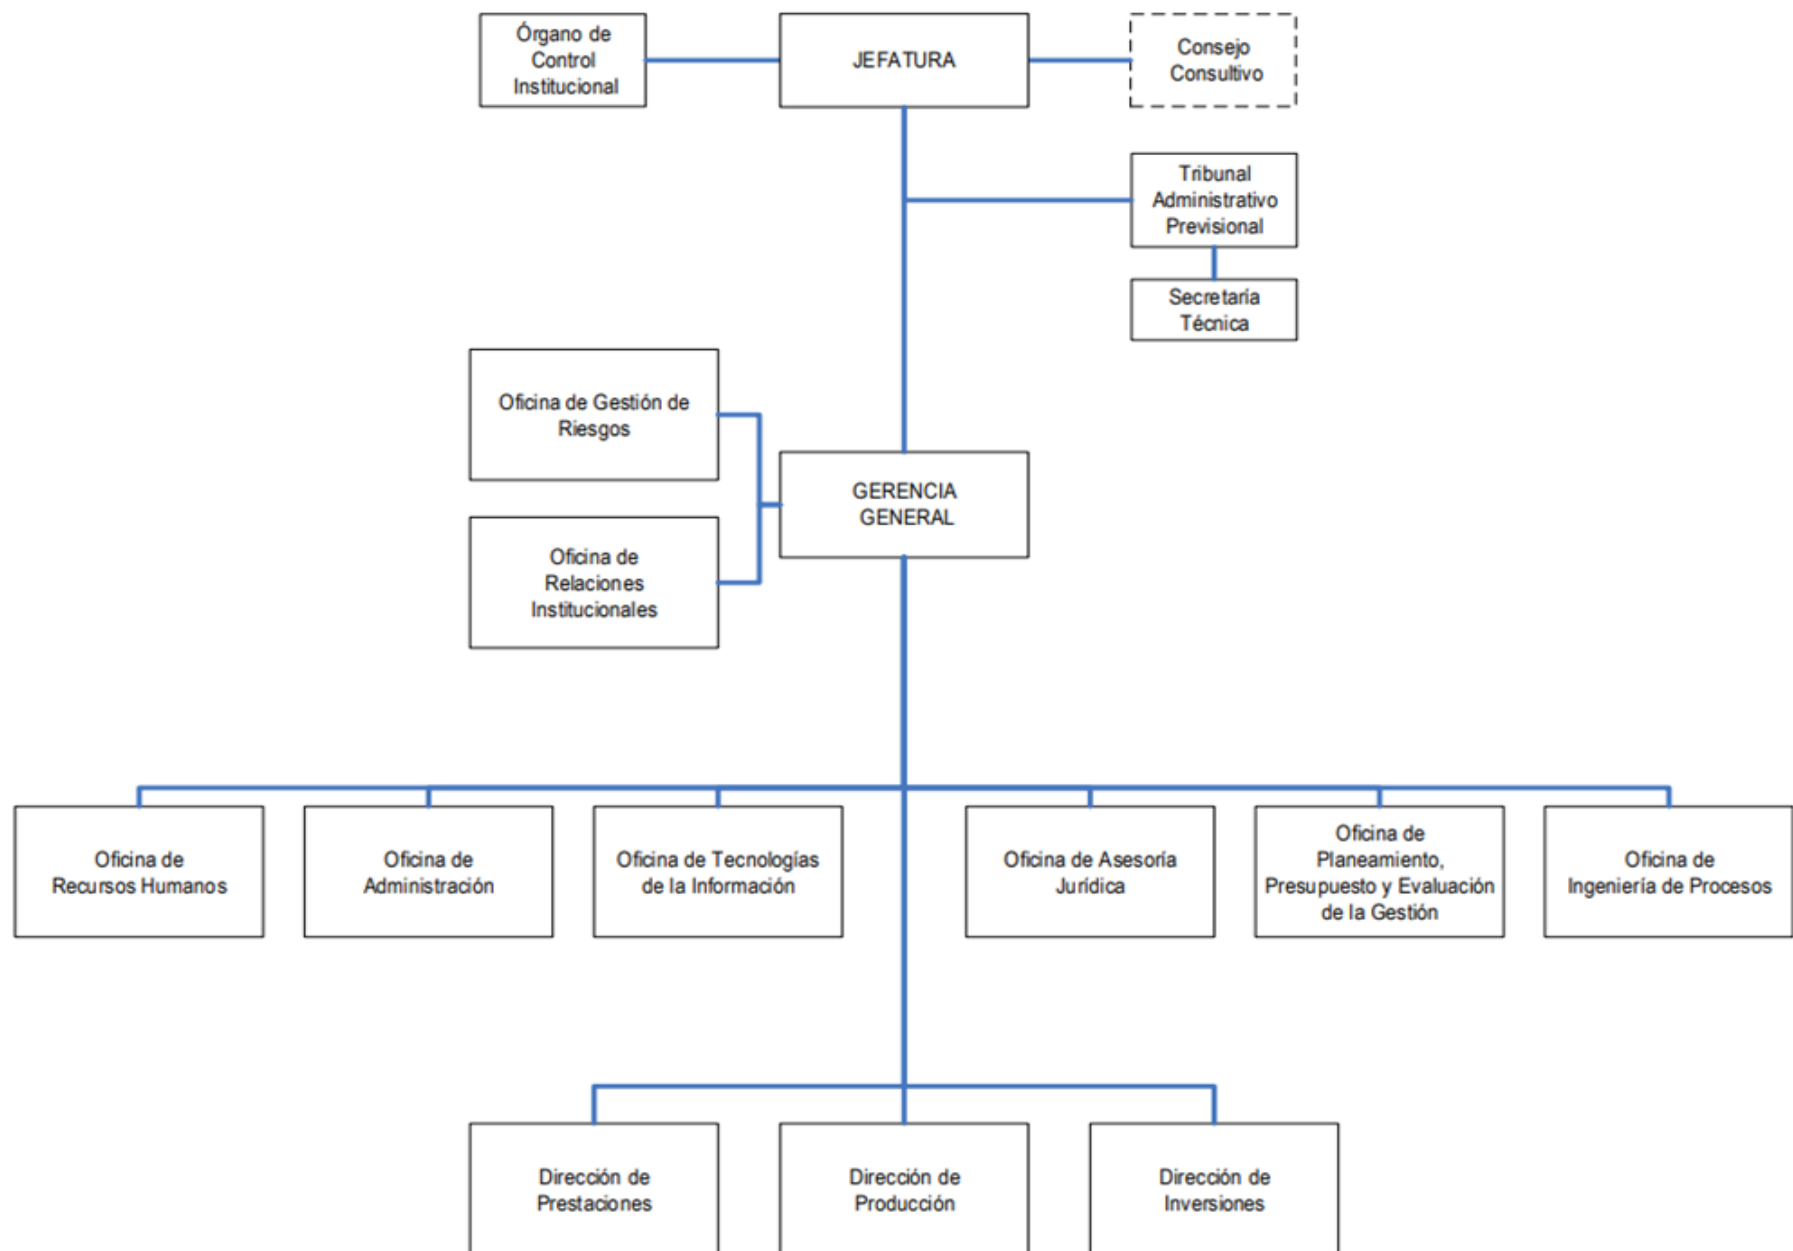 Órgano de
Control
Institucional
JEFATURA
Consejo
Consultivo
Tribunal
Administrativo
Previsional
Secretaría
Técnica
Oficina de Gestión de
Riesgos
GERENCIA
GENERAL
Oficina de
Relaciones
Institucionales
Oficina de
Recursos Humanos
Oficina de
Administración
Oficina de Tecnologías
de la Información
Oficina de Asesoría
Jurídica
Oficina de
Planeamiento,
Presupuesto y Evaluación
de la Gestión
Oficina de
Ingeniería de Procesos
Dirección de
Prestaciones
Dirección de
Producción
Dirección de
Inversiones